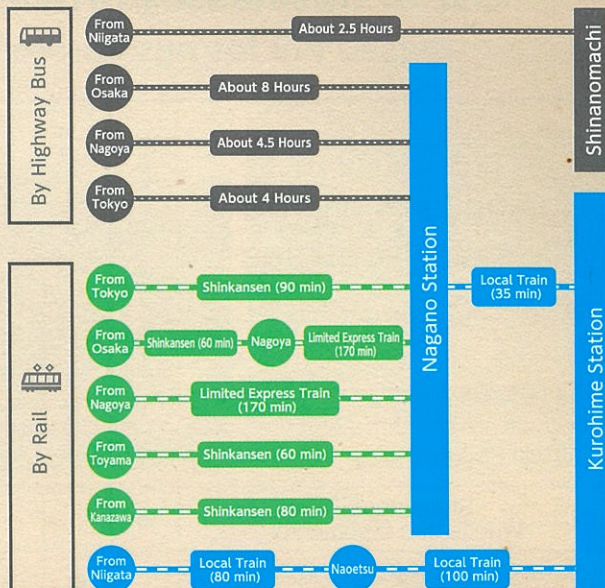 By Highway Bus
From Niigata
About 2.5 Hours
Shinanomachi
From Osaka
About 8 Hours
From Nagoya
About 4.5 Hours
From Tokyo
About 4 Hours
Nagano Station
Local Train
(35 min)
Kurohime Station
By Rail
From Tokyo
Shinkansen (90 min)
From Osaka
Shinkansen (60 min)
Nagoya
Limited Express Train
(170 min)
From Nagoya
Limited Express Train
(170 min)
From Toyama
Shinkansen (60 min)
From Kanazawa
Shinkansen (80 min)
From Niigata
Local Train
(80 min)
Naoetsu
Local Train
(100 min)